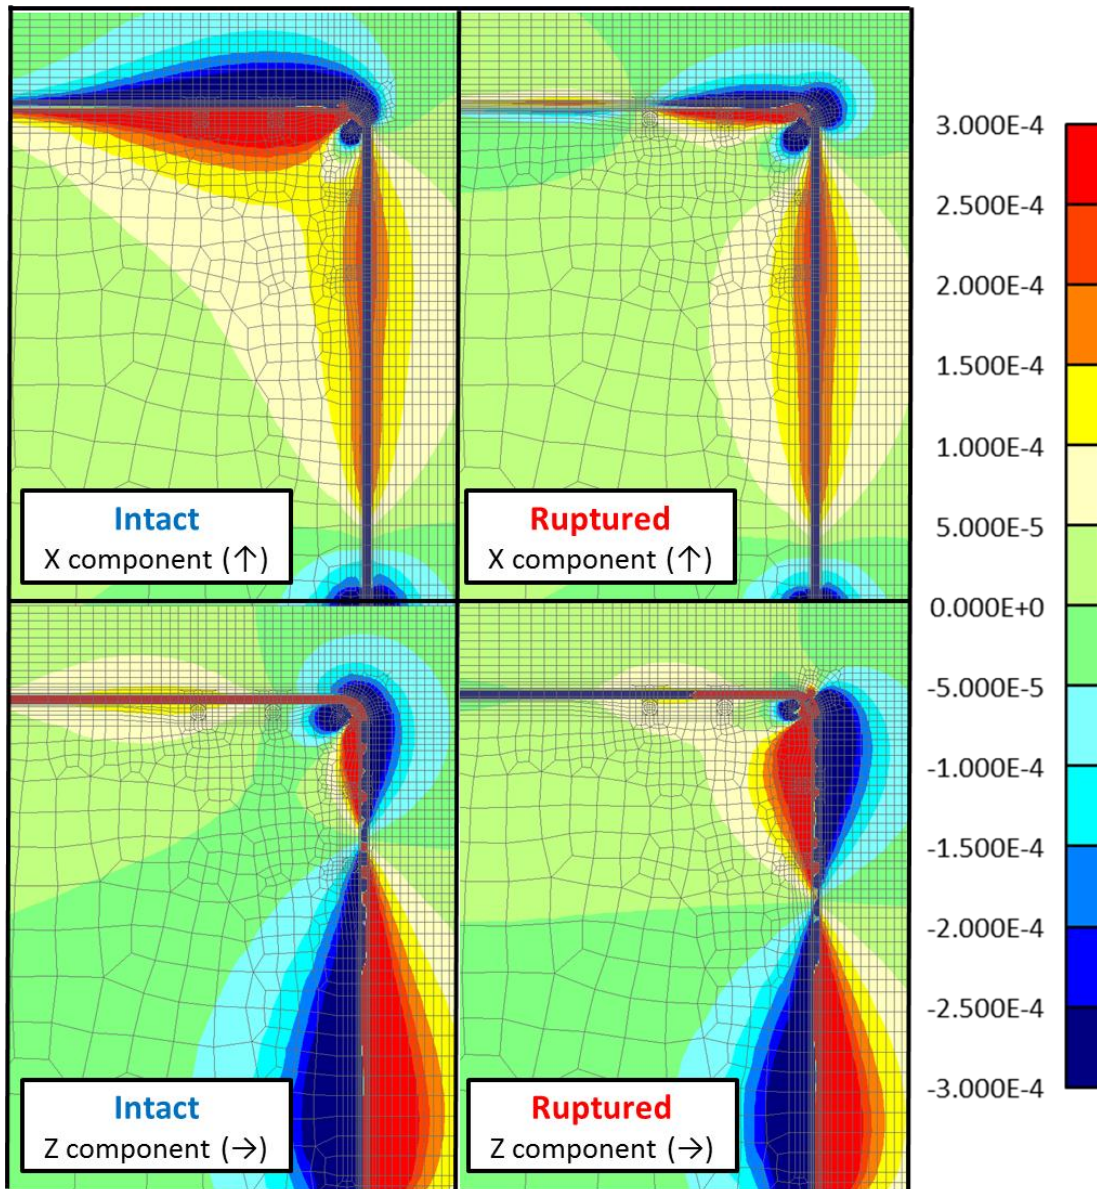 Intact
X component (↑)
Ruptured
X component (↑)
Intact
Z component (→)
Ruptured
Z component (→)
3.000E-4
2.500E-4
2.000E-4
1.500E-4
1.000E-4
5.000E-5
0.000E+0
-5.000E-5
-1.000E-4
-1.500E-4
-2.000E-4
-2.500E-4
-3.000E-4